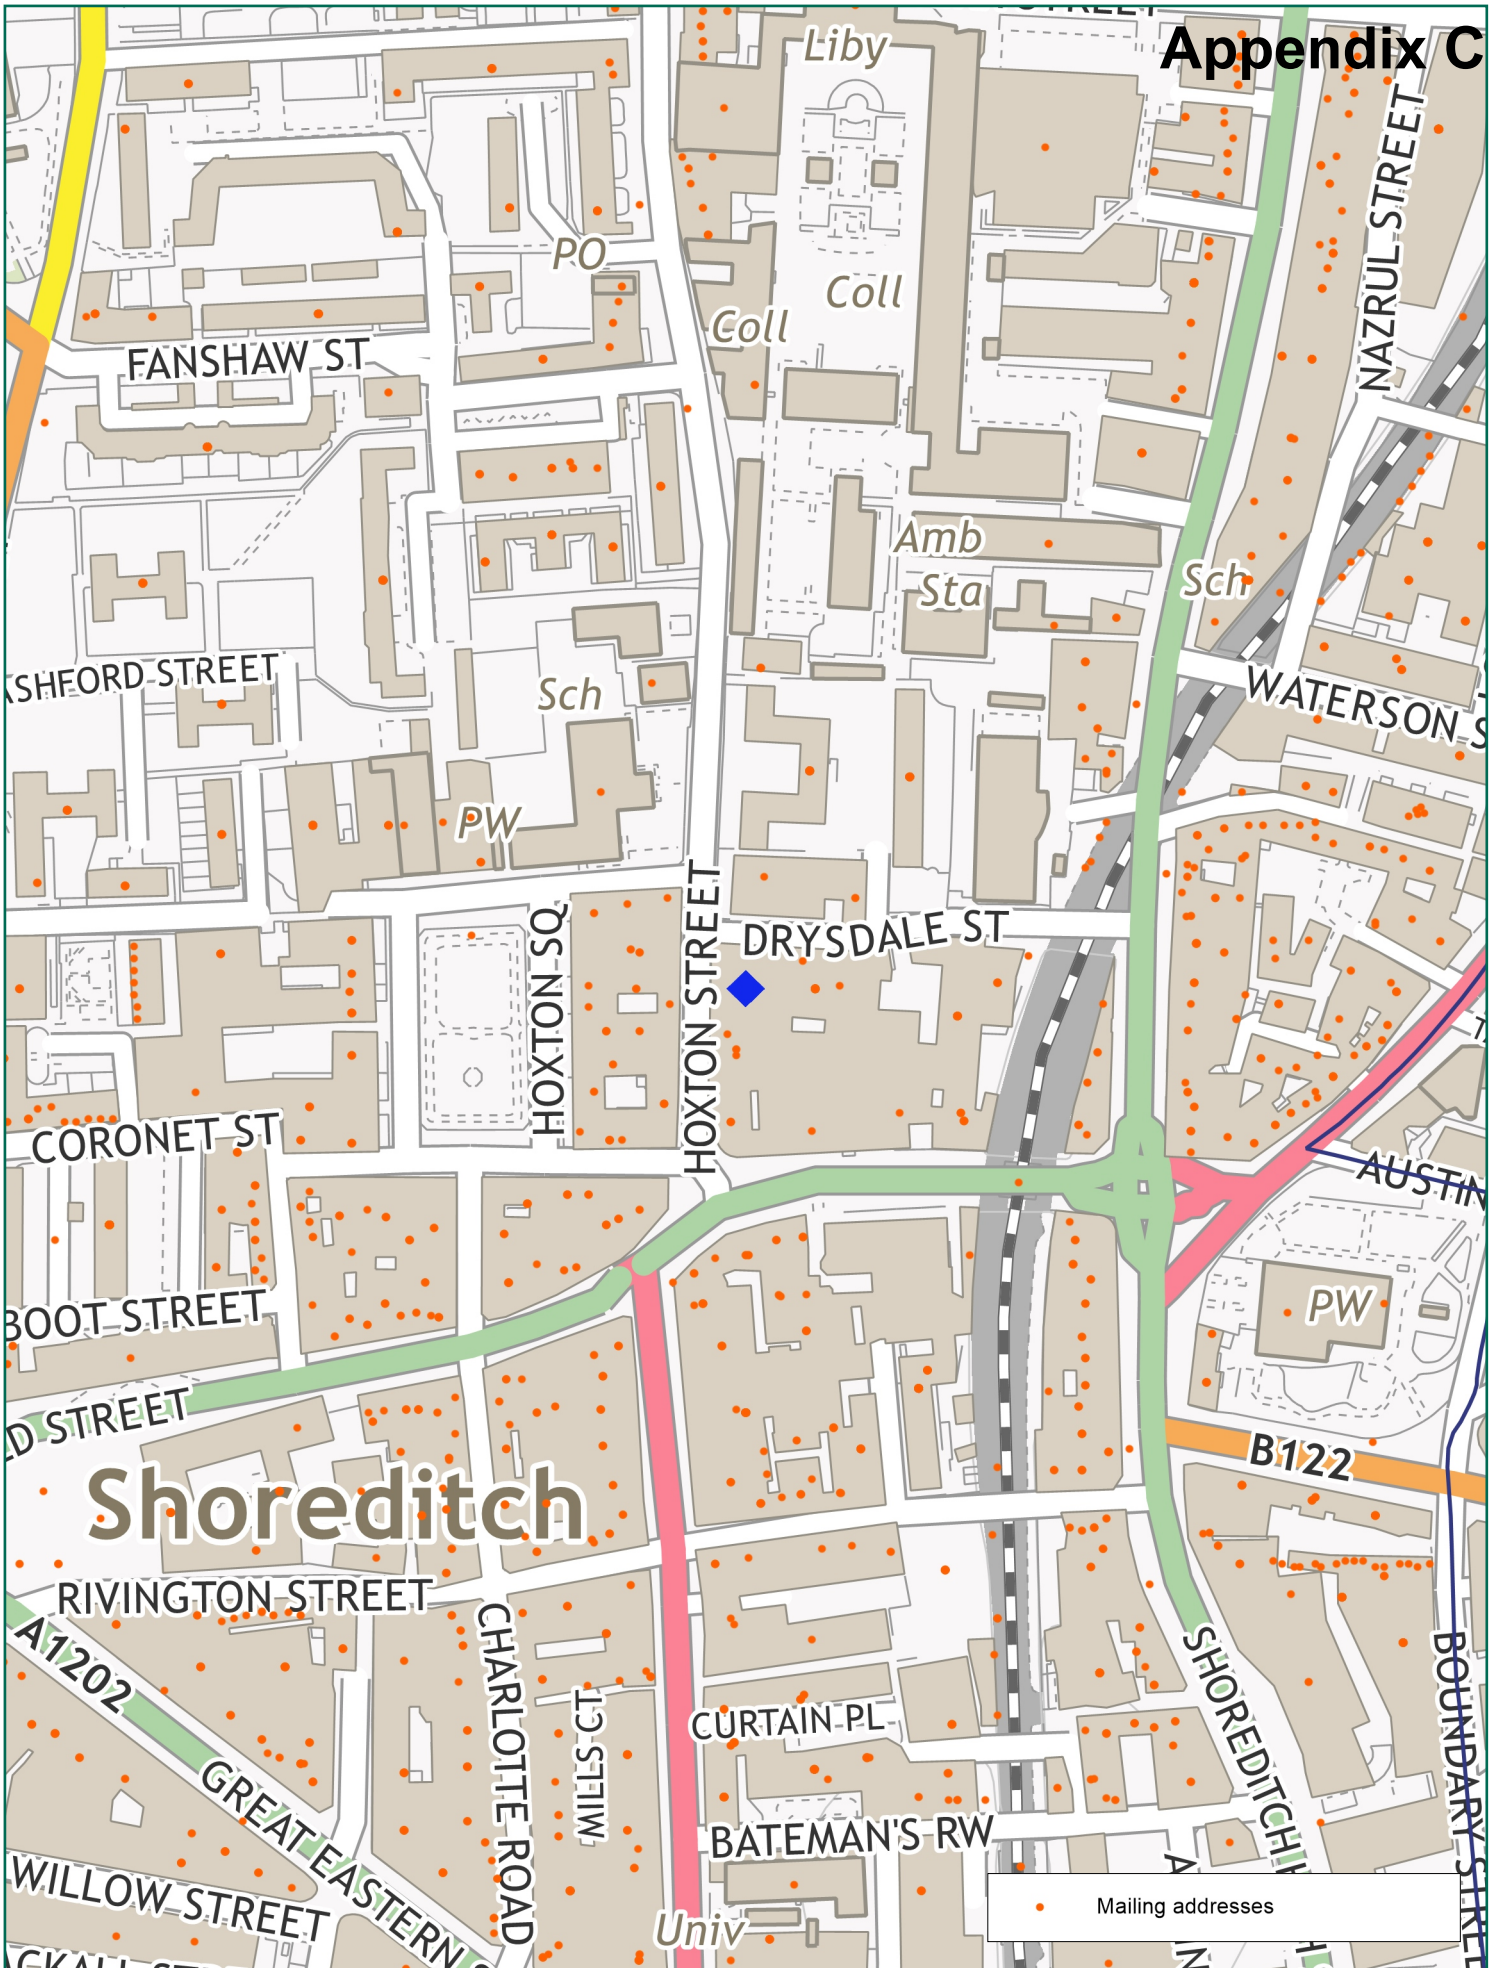 Appendix C
Liby
NAZRUL STREET
PO
Coll
Coll
FANSHAW ST
Amb
Sta
Sch
ASHFORD STREET
Sch
WATERSON S
PW
HOXTON SQ
HOXTON STREET
DRYSDALE ST
CORONET ST
AUSTIN
BOOT STREET
PW
D STREET
B122
Shoreditch
RIVINGTON STREET
A1202
CHARLOTTE ROAD
MILLS CT
CURTAIN PL
SHOREDITCH H
BOUNDARY STREE
GREAT EASTERN S
BATEMAN'S RW
WILLOW STREET
Mailing addresses
Univ